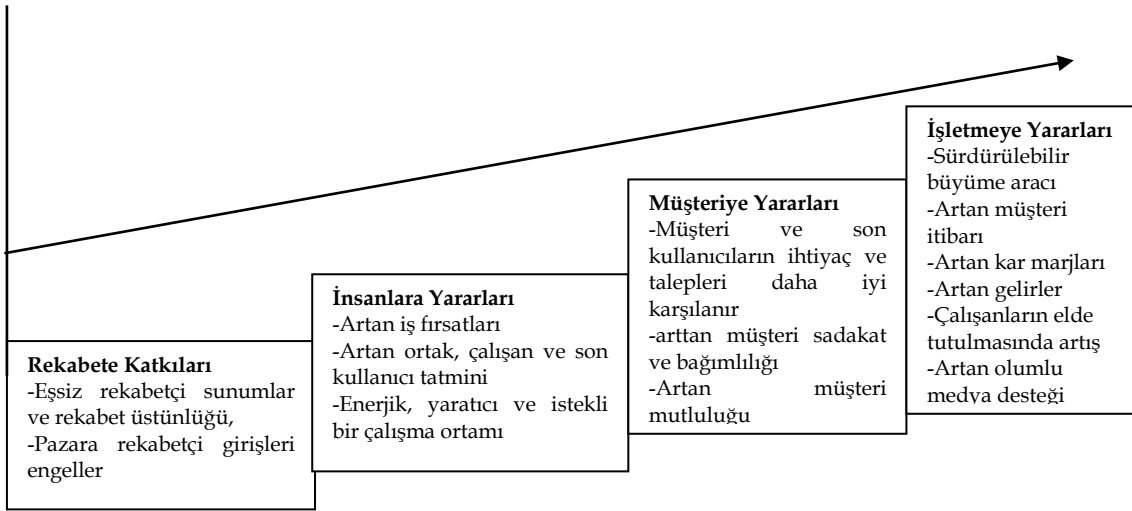 Rekabete Katkıları
-Eşsiz rekabetçi sunumlar
ve rekabet üstünlüğü,
-Pazara rekabetçi girişleri
engeller
İnsanlara Yararları
-Artan iş fırsatları
-Artan ortak, çalışan ve son
kullanıcı tatmini
-Enerjik, yaratıcı ve istekli
bir çalışma ortamı
Müşteriye Yararları
-Müşteri ve son
kullanıcıların ihtiyaç ve
talepleri daha iyi
karşılanır
-arttan müşteri sadakat
ve bağımlılığı
-Artan müşteri
mutluluğu
İşletmeye Yararları
-Sürdürülebilir
büyüme aracı
-Artan müşteri
itibarı
-Artan kar marjları
-Artan gelirler
-Çalışanların elde
tutulmasında artış
-Artan olumlu
medya desteği